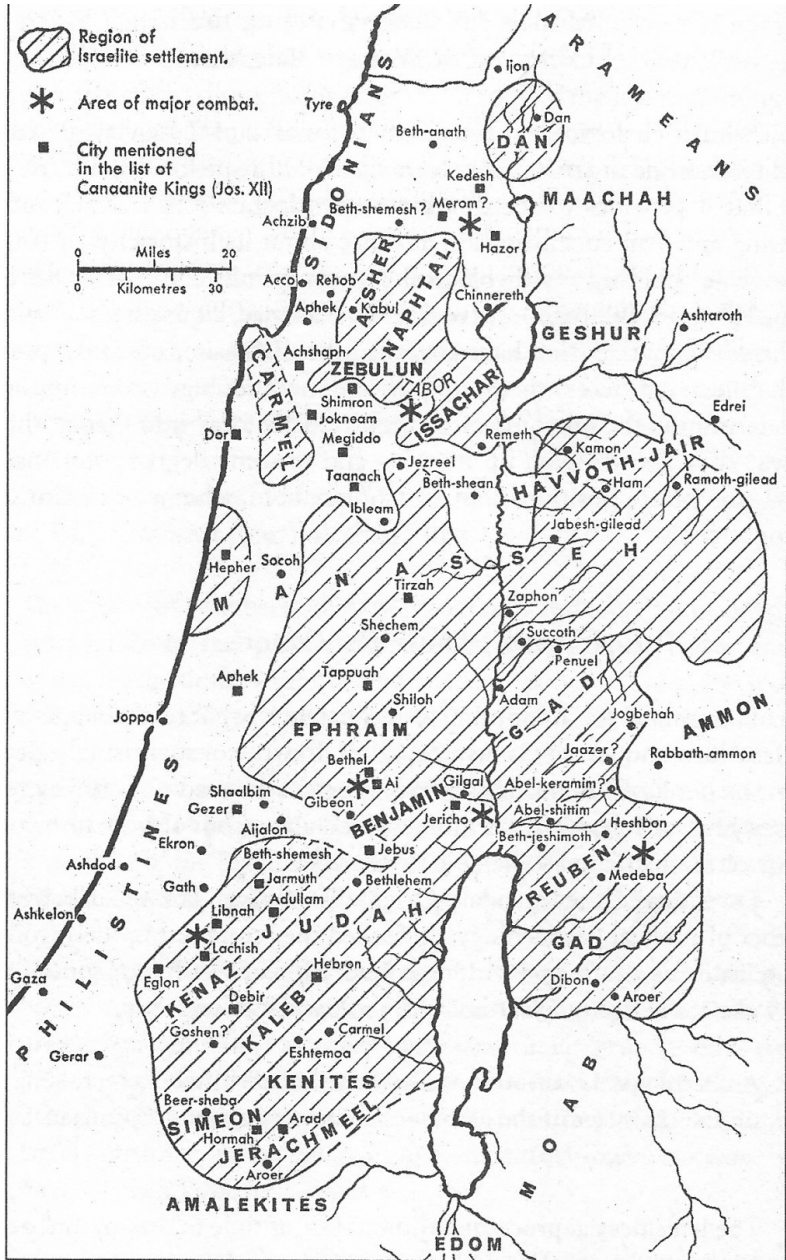 Region of
Israelite settlement.
Area of major combat.
City mentioned
in the list of
Canaanite Kings (Jos. XII)
0 Miles 20
0 Kilometres 30
ARAMEANS
Ijon
Tyre
SIDONIANS
Dan
DAN
Beth-anath
Kedesh
MAACHAH
Beth-shemesh?
Merom?
Achzib
Hazor
Acco
Rehob
ASHER
NAPHTALI
Kabul
Aphek
Chinnereth
GESHUR
Ashtaroth
CARMEL
Achshaph
ZEBULUN
ABOR
Shimron
ISSACHAR
Jokneam
Edrei
Dor
Megiddo
Remeth
Kamon
HAVVOTH-JAIR
Jezreel
Taanach
Beth-shean
Ham
Ramoth-gilead
Ibleam
Jabesh-gilead
Hepher
Socoh
MANASSEH
Tirzah
Zaphon
Shechem
Succoth
Penuel
Aphek
Tappuah
Adam
GAD
AMMON
Joppa
Shiloh
Jogbehah
EPHRAIM
Jaazer?
Rabbath-ammon
Bethel
Ai
Gilgal
Abel-keramim?
Shaalbim
Gibeon
BENJAMIN
Jericho
Abel-shittim
Heshbon
Gezer
Aijalon
Beth-jeshimoth
Ekron
Jebus
Beth-shemesh
REUBEN
Ashdod
Jarmuth
Bethlehem
Medeba
Gath
Adullam
Ashkelon
Libnah
JUDAH
GAD
Lachish
Gaza
Eglon
KENAZ
Hebron
Dibon
Debir
KALEB
Aroer
PHILISTINES
Goshen?
Carmel
Gerar
Eshtemoa
KENITES
Beer-sheba
SIMEON
Arad
Hormah
JERACHMEEL
Aroer
MOAB
AMALEKITES
EDOM